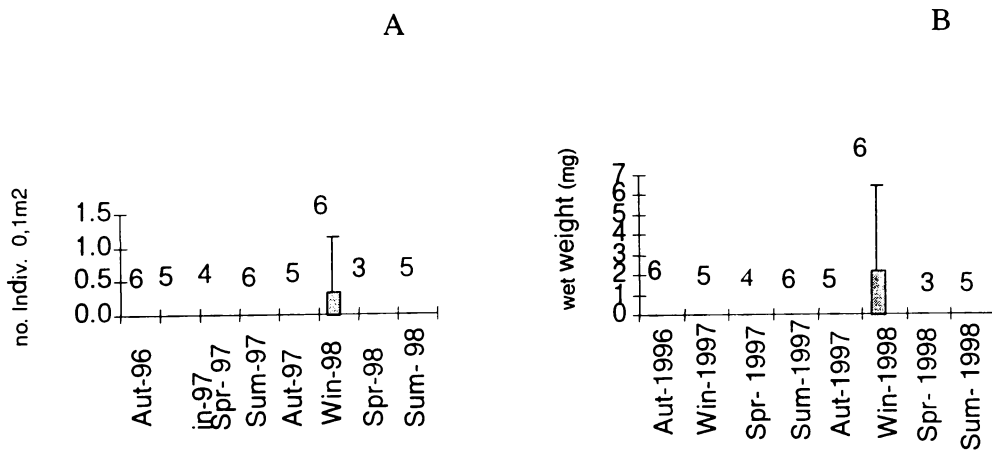 A
B
no. Indiv. 0,1m2
1.5
1.0
0.5
0.0
6
5
4
6
5
6
3
5
Aut-96
in-97
Spr- 97
Sum-97
Aut-97
Win-98
Spr-98
Sum- 98
wet weight (mg)
7
6
5
4
3
2
1
0
6
5
4
6
5
6
3
5
Aut-1996
Win-1997
Spr- 1997
Sum-1997
Aut-1997
Win-1998
Spr- 1998
Sum- 1998